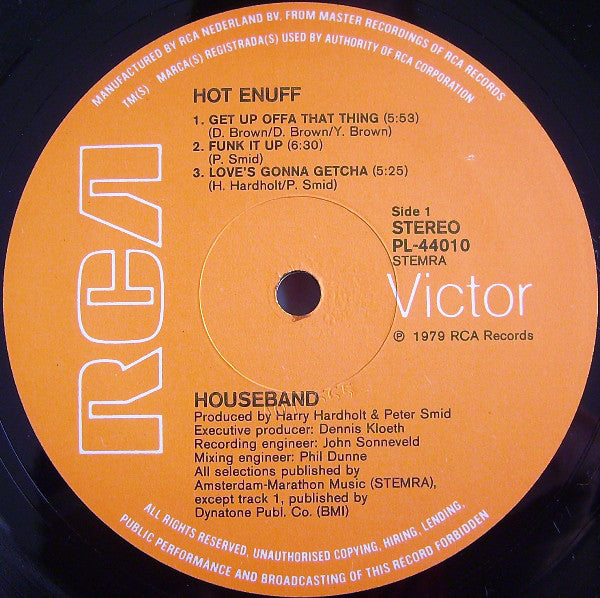 MANUFACTURED BY RCA NEDERLAND BV, FROM MASTER RECORDINGS OF RCA RECORDS
TM(S) MARCA(S) REGISTRADA(S) USED BY AUTHORITY OF RCA CORPORATION
RCA
HOT ENUFF
1. GET UP OFFA THAT THING (5:53)
(D. Brown/D. Brown/Y. Brown)
2. FUNK IT UP (6:30)
(P. Smid)
3. LOVE'S GONNA GETCHA (5:25)
(H. Hardholt/P. Smid)
Side 1
STEREO
PL-44010
STEMRA
Victor
℗ 1979 RCA Records
HOUSEBAND
Produced by Harry Hardholt & Peter Smid
Executive producer: Dennis Kloeth
Recording engineer: John Sonneveld
Mixing engineer: Phil Dunne
All selections published by
Amsterdam-Marathon Music (STEMRA),
except track 1, published by
Dynatone Publ. Co. (BMI)
ALL RIGHTS RESERVED, UNAUTHORISED COPYING, HIRING, LENDING,
PUBLIC PERFORMANCE AND BROADCASTING OF THIS RECORD FORBIDDEN